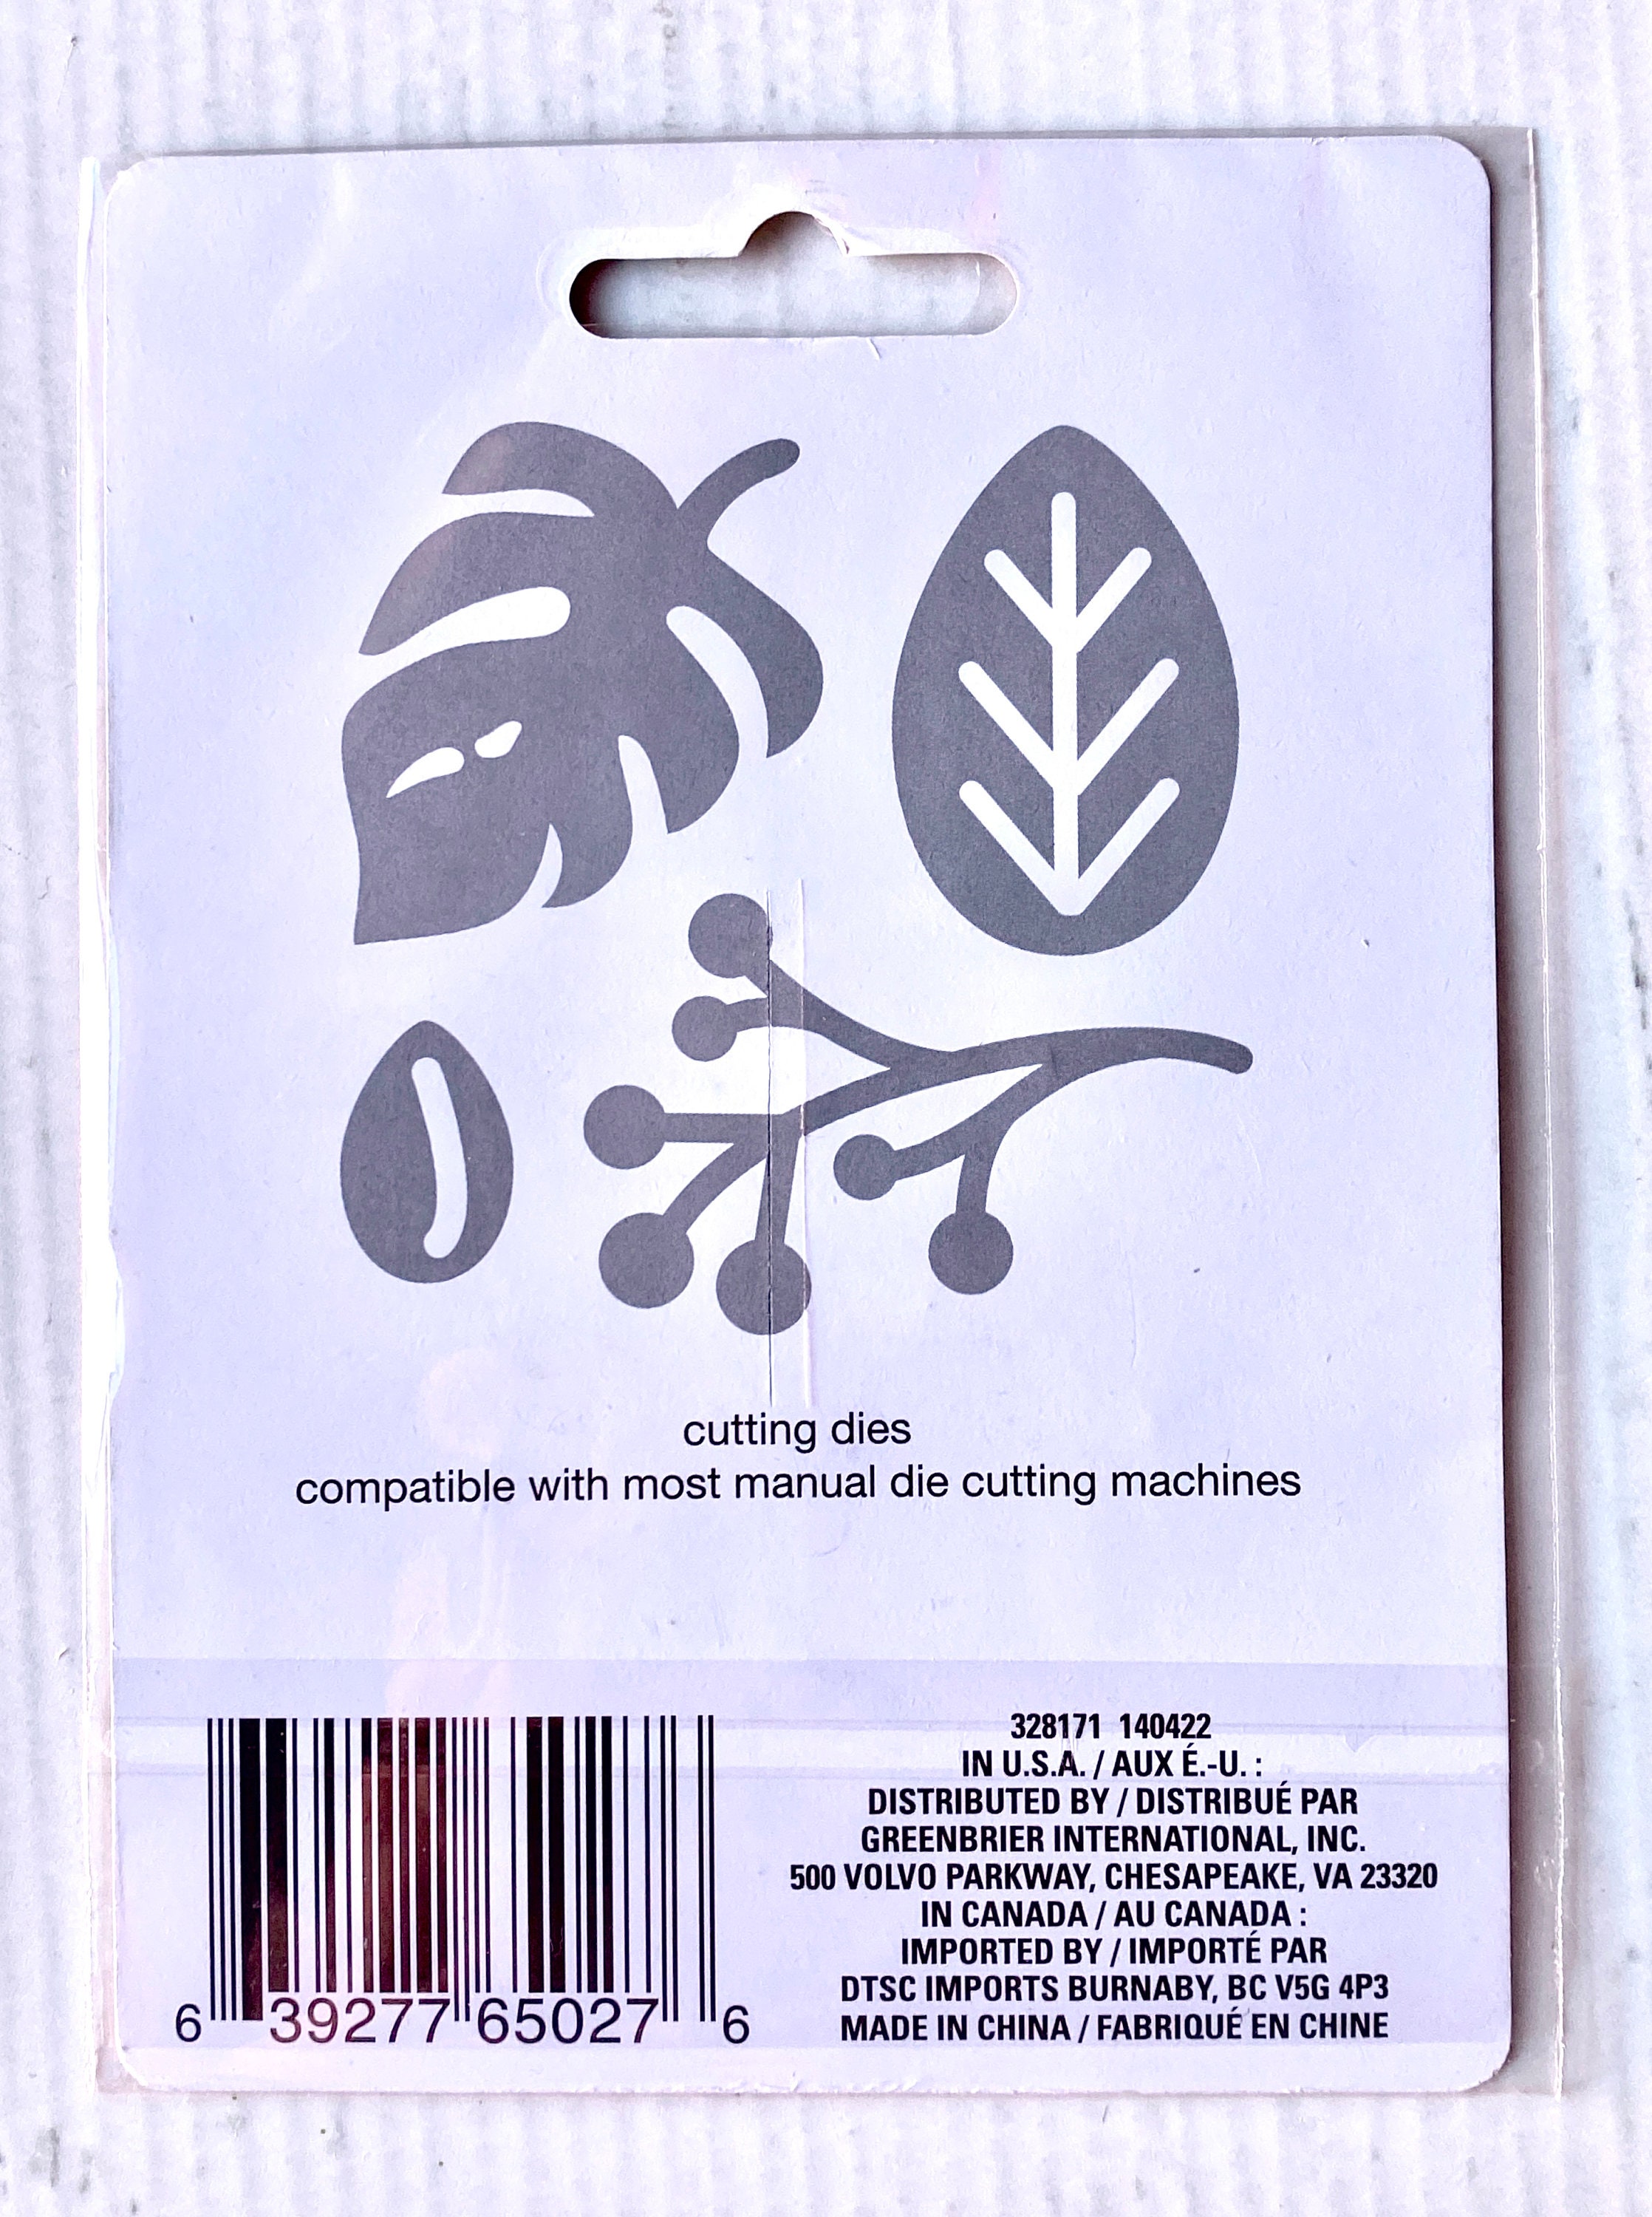 cutting dies
compatible with most manual die cutting machines
328171 140422
IN U.S.A. / AUX É.-U. :
DISTRIBUTED BY / DISTRIBUÉ PAR
GREENBRIER INTERNATIONAL, INC.
500 VOLVO PARKWAY, CHESAPEAKE, VA 23320
IN CANADA / AU CANADA :
IMPORTED BY / IMPORTÉ PAR
DTSC IMPORTS BURNABY, BC V5G 4P3
MADE IN CHINA / FABRIQUÉ EN CHINE
6 39277 65027 6